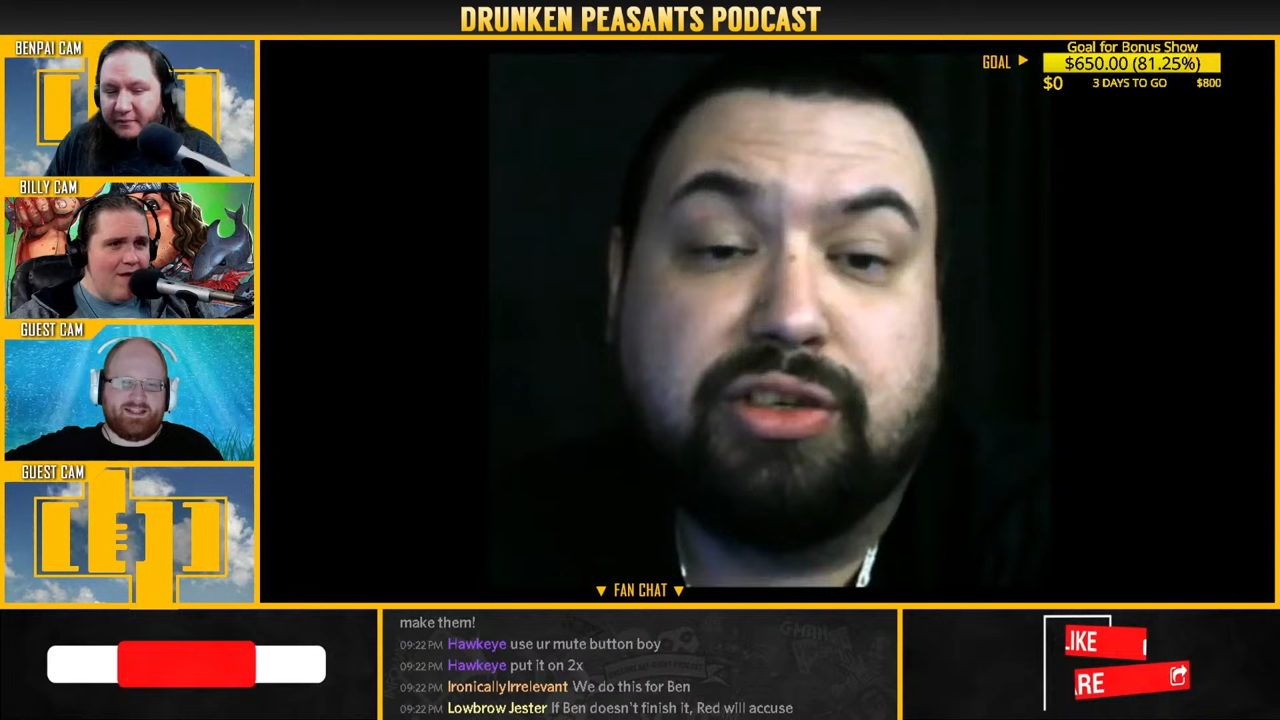 DRUNKEN PEASANTS PODCAST
BENPAI CAM
BILLY CAM
GUEST CAM
GUEST CAM
GOAL ▶
Goal for Bonus Show
$650.00 (81.25%)
$0 3 DAYS TO GO $800
▼ FAN CHAT ▼
make them!
09:22 PM Hawkeye use ur mute button boy
09:22 PM Hawkeye put it on 2x
09:22 PM IronicallyIrrelevant We do this for Ben
09:22 PM Lowbrow Jester If Ben doesn't finish it, Red will accuse
IKE
ARE